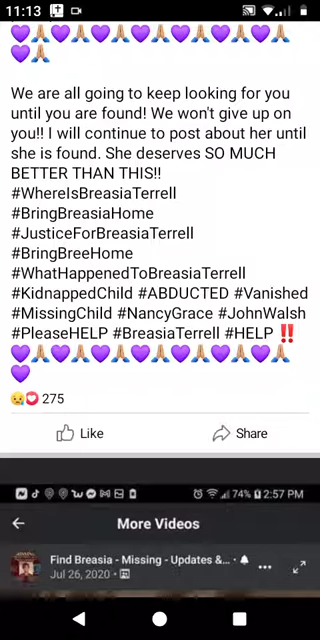 11:13
We are all going to keep looking for you
until you are found! We won't give up on
you!! I will continue to post about her until
she is found. She deserves SO MUCH
BETTER THAN THIS!!
#WhereIsBreasiaTerrell
#BringBreasiaHome
#JusticeForBreasiaTerrell
#BringBreeHome
#WhatHappenedToBreasiaTerrell
#KidnappedChild #ABDUCTED #Vanished
#MissingChild #NancyGrace #JohnWalsh
#PleaseHELP #BreasiaTerrell #HELP ‼️
275
Like Share
74% 2:57 PM
More Videos
Find Breasia - Missing - Updates &... ·
Jul 26, 2020 ·